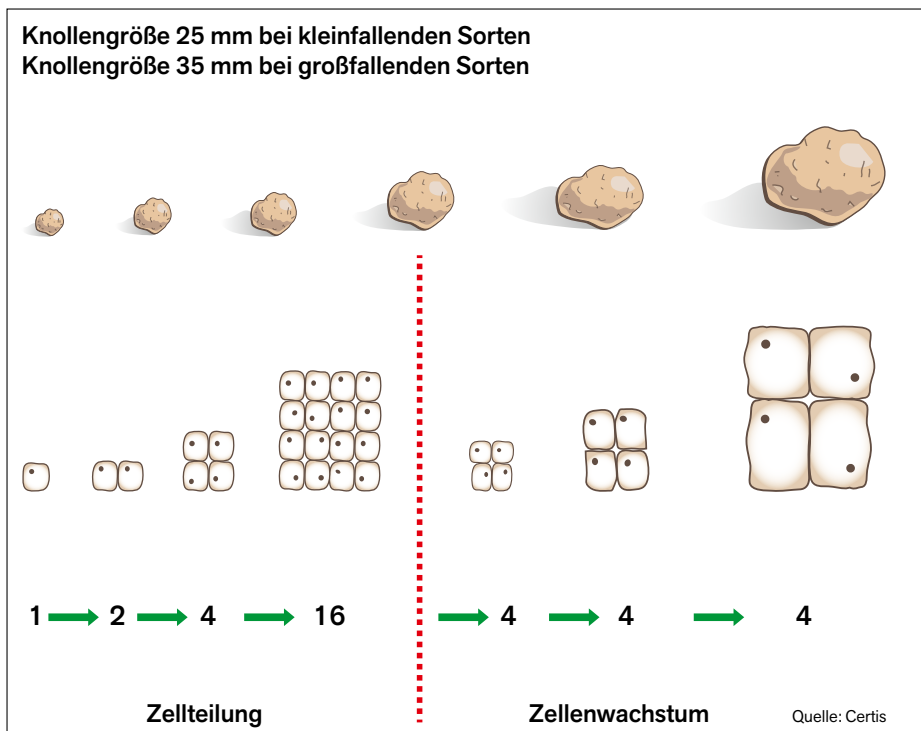 Knollengröße 25 mm bei kleinfallenden Sorten
Knollengröße 35 mm bei großfallenden Sorten
1 2 4 16 4 4 4
Zellteilung Zellenwachstum Quelle: Certis